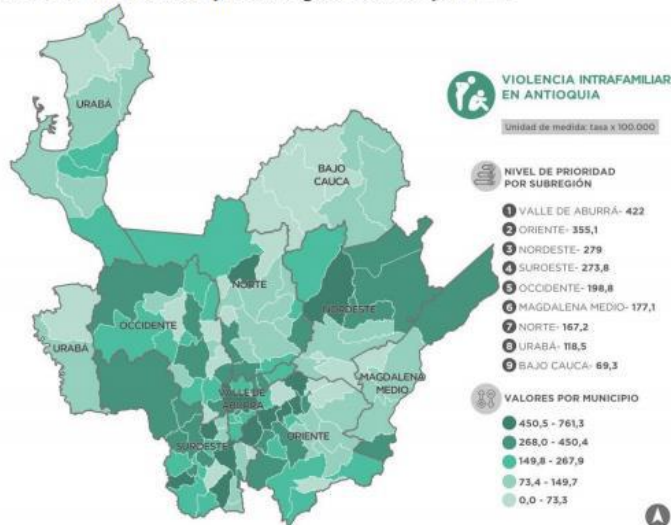 VIOLENCIA INTRAFAMILIAR
EN ANTIOQUIA
Unidad de medida: tasa x 100.000
NIVEL DE PRIORIDAD
POR SUBREGIÓN
1 VALLE DE ABURRÁ- 422
2 ORIENTE- 355,1
3 NORDESTE- 279
4 SUROESTE- 273,8
5 OCCIDENTE- 198,8
6 MAGDALENA MEDIO- 177,1
7 NORTE- 167,2
8 URABÁ- 118,5
9 BAJO CAUCA- 69,3
VALORES POR MUNICIPIO
450,5 - 761,3
268,0 - 450,4
149,8 - 267,9
73,4 - 149,7
0,0 - 73,3
URABÁ
BAJO
CAUCA
NORTE
NORDESTE
OCCIDENTE
URABÁ
MAGDALENA
MEDIO
VALLE DE
ABURRÁ
SUROESTE
ORIENTE